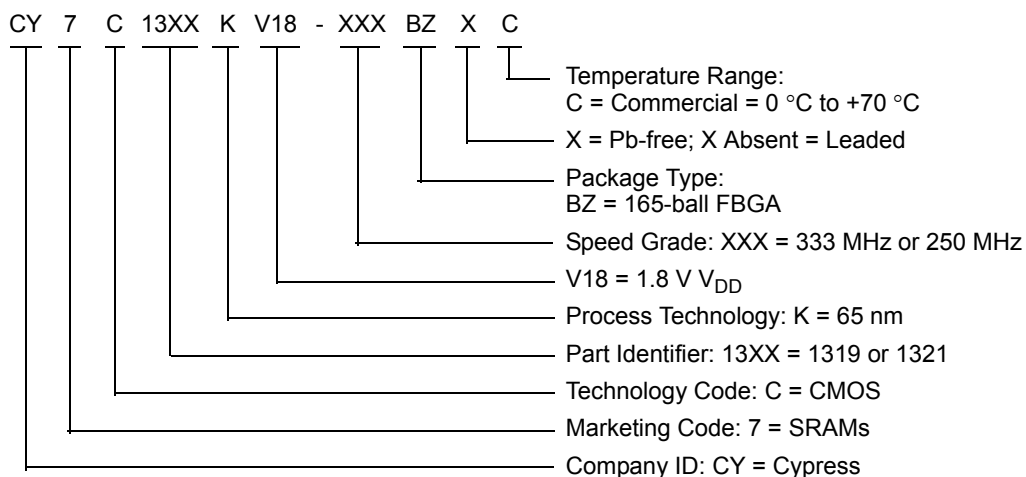 CY 7 C 13XX K V18 - XXX BZ X C
Temperature Range:
C = Commercial = 0 °C to +70 °C
X = Pb-free; X Absent = Leaded
Package Type:
BZ = 165-ball FBGA
Speed Grade: XXX = 333 MHz or 250 MHz
V18 = 1.8 V VDD
Process Technology: K = 65 nm
Part Identifier: 13XX = 1319 or 1321
Technology Code: C = CMOS
Marketing Code: 7 = SRAMs
Company ID: CY = Cypress